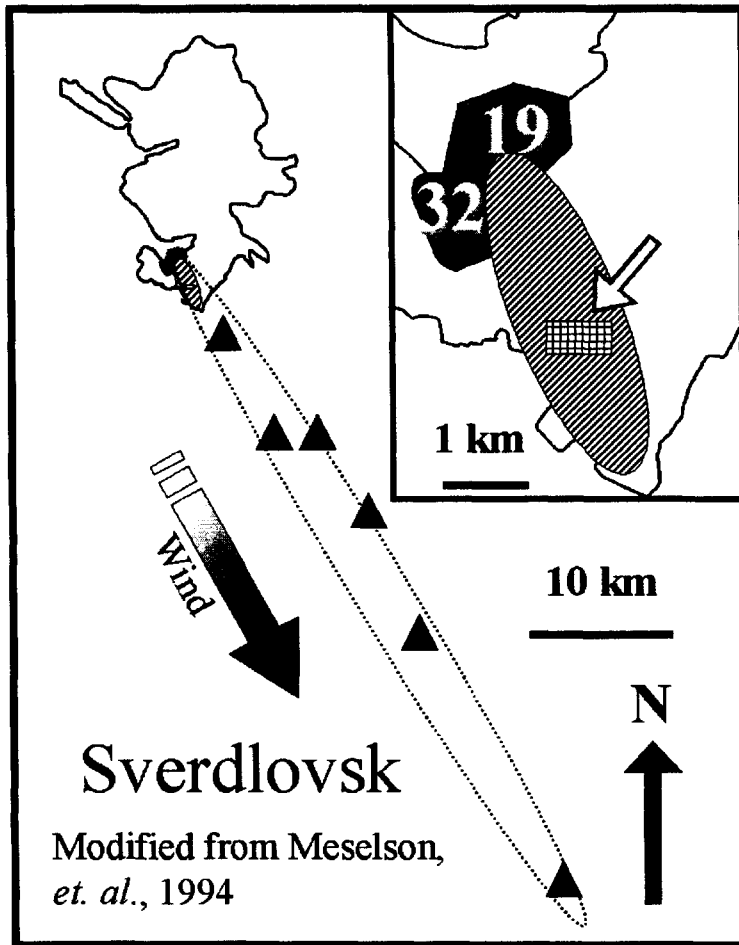 19
32
1 km
10 km
Wind
N
Sverdlovsk
Modified from Meselson,
et. al., 1994